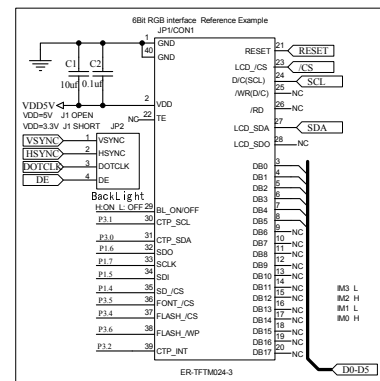 6Bit RGB interface Reference Example
JP1/CON1
1 GND
40 GND
C1 C2
10uf 0.1uf
VDD5V 2 VDD
VDD=5V J1 OPEN
VDD=3.3V J1 SHORT
NC 22 TE
JP2
VSYNC 1 VSYNC
HSYNC 2 HSYNC
DOTCLK 3 DOTCLK
DE 4 DE
BackLight
H:ON L: OFF 29 BL_ON/OFF
P3.1 30 CTP_SCL
P3.0 31 CTP_SDA
P1.6 32 SDO
P1.7 33 SCLK
P1.5 34 SDI
P1.4 35 SD_/CS
P3.5 36 FONT_/CS
P3.4 37 FLASH_/CS
P3.6 38 FLASH_/WP
P3.2 39 CTP_INT
RESET 21 RESET
LCD_/CS 23 /CS
D/C(SCL) 24 SCL
/WR(D/C) 25 NC
/RD 26 NC
LCD_SDA 27 SDA
LCD_SDO 28 NC
DB0 3
DB1 4
DB2 5
DB3 6
DB4 7
DB5 8
DB6 9 NC
DB7 10 NC
DB8 11 NC
DB9 12 NC
DB10 13 NC
DB11 14 NC
DB12 15 NC
DB13 16 NC
DB14 17 NC
DB15 18 NC
DB16 19 NC
DB17 20 NC
IM3 L
IM2 H
IM1 L
IM0 H
D0-D5
ER-TFTM024-3